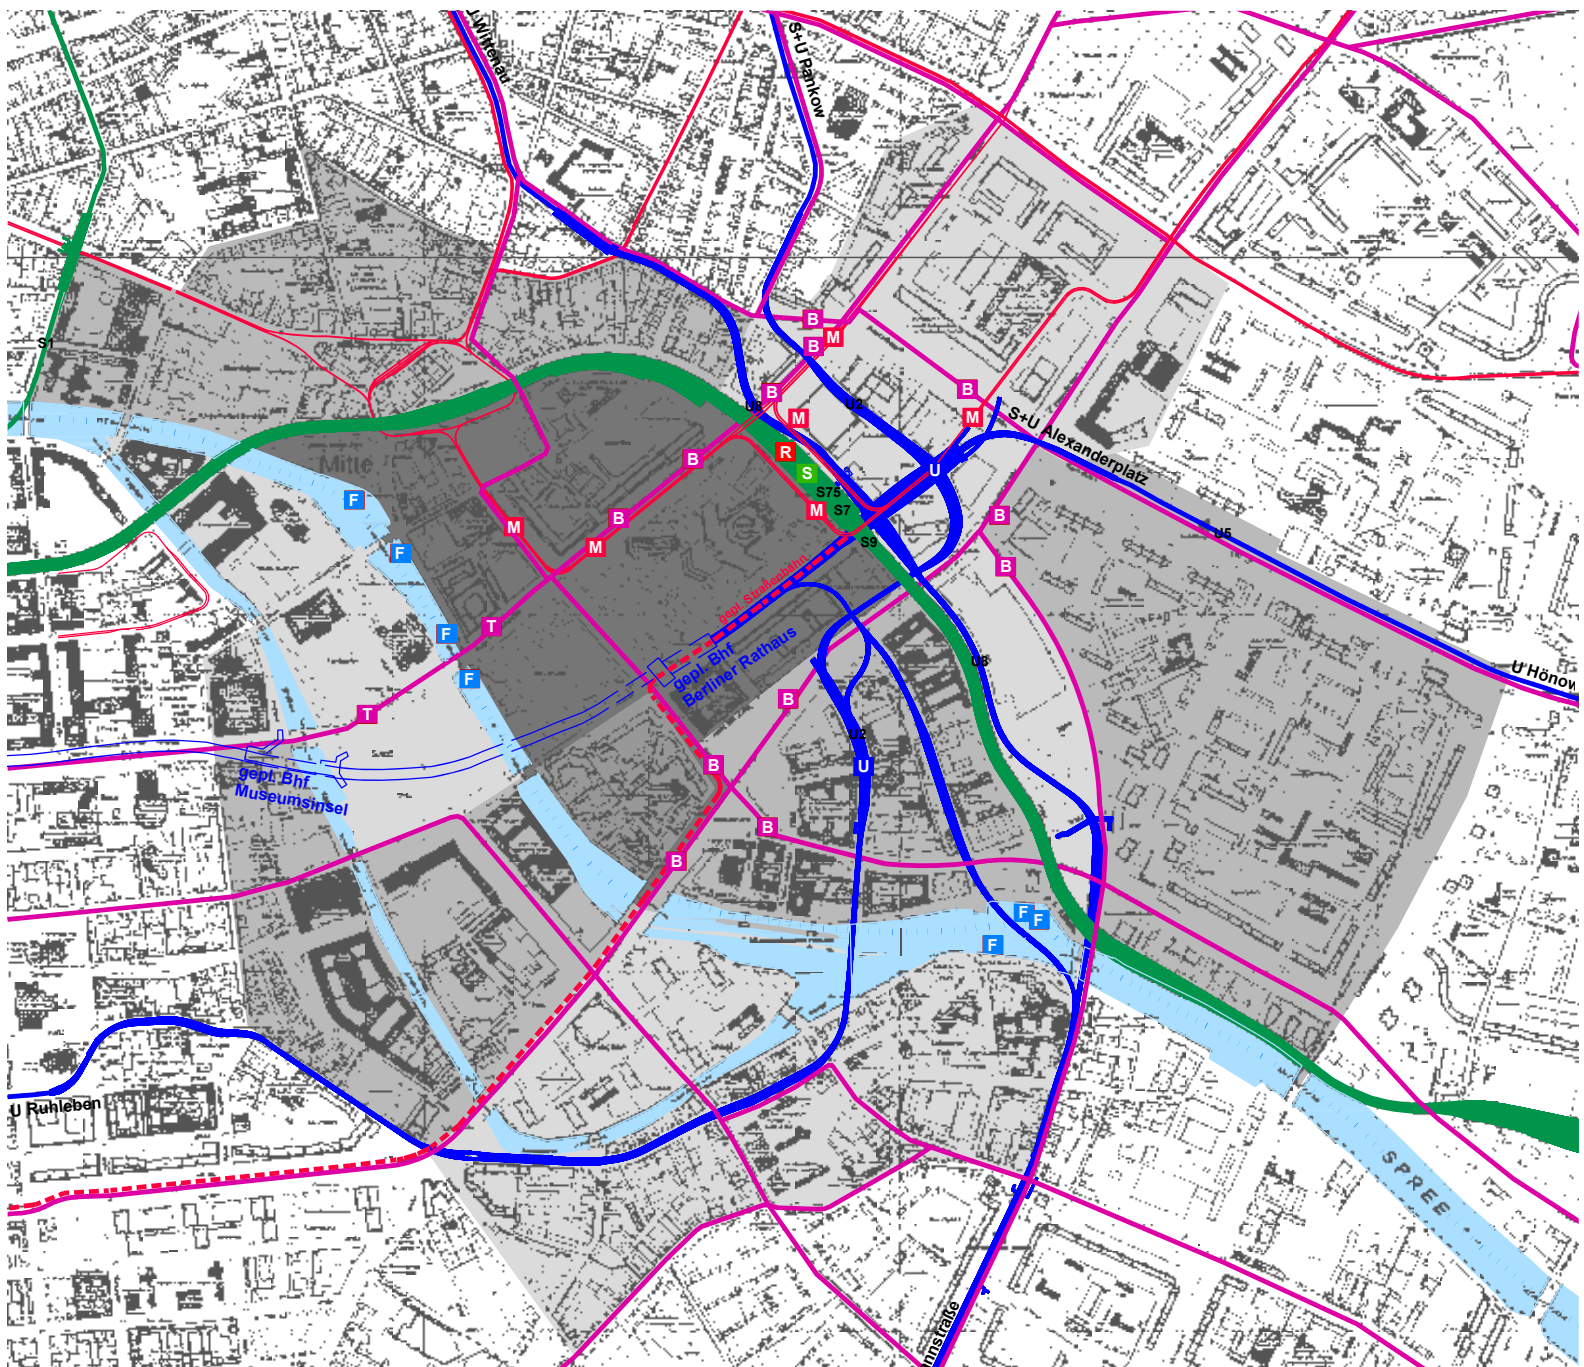 U Wittenau
S+U Pankow
S1
B
M
B
B
B
U8
U2
M
M
S+U Alexanderplatz
Mitte
B
R
S
U
S75
F
M
B
M
S7
B
U5
F
M
S9
B
gepl. Straßenbahn
T
F
gepl. Bhf
Berliner Rathaus
U8
U Hönow
F
B
T
U2
B
U
gepl. Bhf
Museumsinsel
B
B
F
F
F
U Ruhleben
SPREE
nnstraße